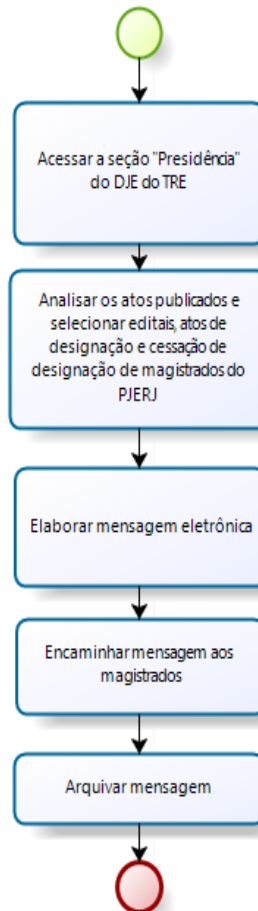 Acessar a seção "Presidência"
do DJE do TRE
Analisar os atos publicados e
selecionar editais, atos de
designação e cessação de
designação de magistrados do
PJERJ
Elaborar mensagem eletrônica
Encaminhar mensagem aos
magistrados
Arquivar mensagem